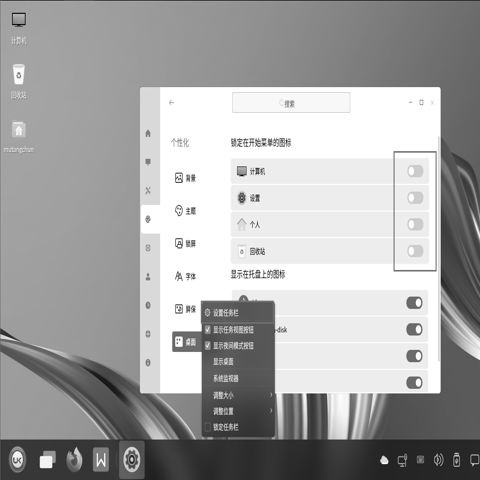 计算机
回收站
mutangchun
搜索
个性化
背景
主题
锁屏
字体
屏保
桌面
锁定在开始菜单的图标
计算机
设置
个人
回收站
显示在托盘上的图标
-disk
设置任务栏
显示任务视图按钮
显示夜间模式按钮
显示桌面
系统监视器
调整大小
调整位置
锁定任务栏
UK
W